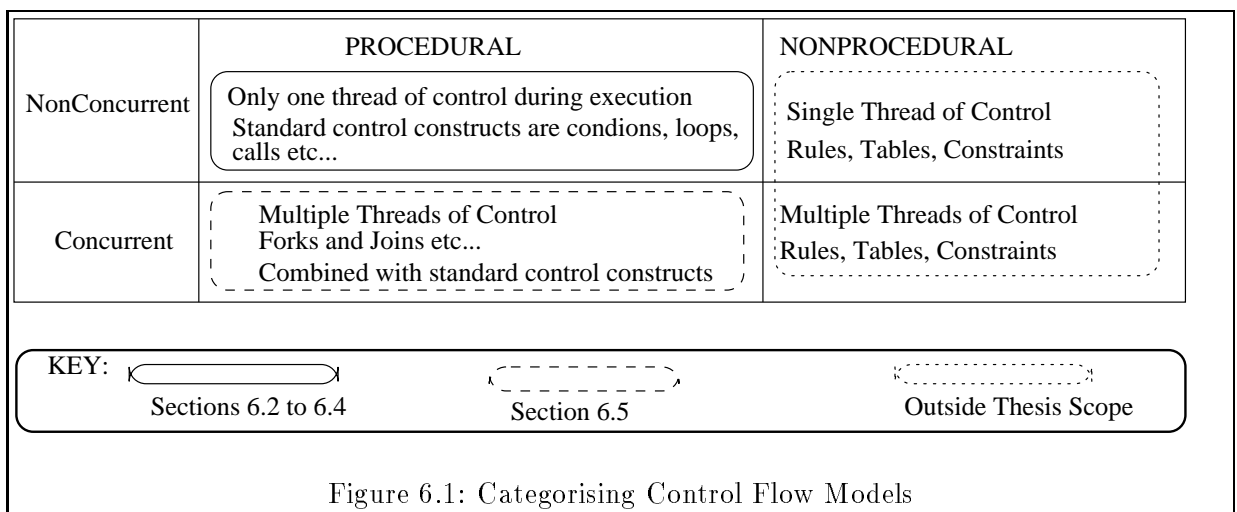 PROCEDURAL NONPROCEDURAL
NonConcurrent
Only one thread of control during execution
Standard control constructs are condions, loops,
calls etc...
Single Thread of Control
Rules, Tables, Constraints
Concurrent
Multiple Threads of Control
Forks and Joins etc...
Combined with standard control constructs
Multiple Threads of Control
Rules, Tables, Constraints
KEY:
Sections 6.2 to 6.4
Section 6.5
Outside Thesis Scope
Figure 6.1: Categorising Control Flow Models